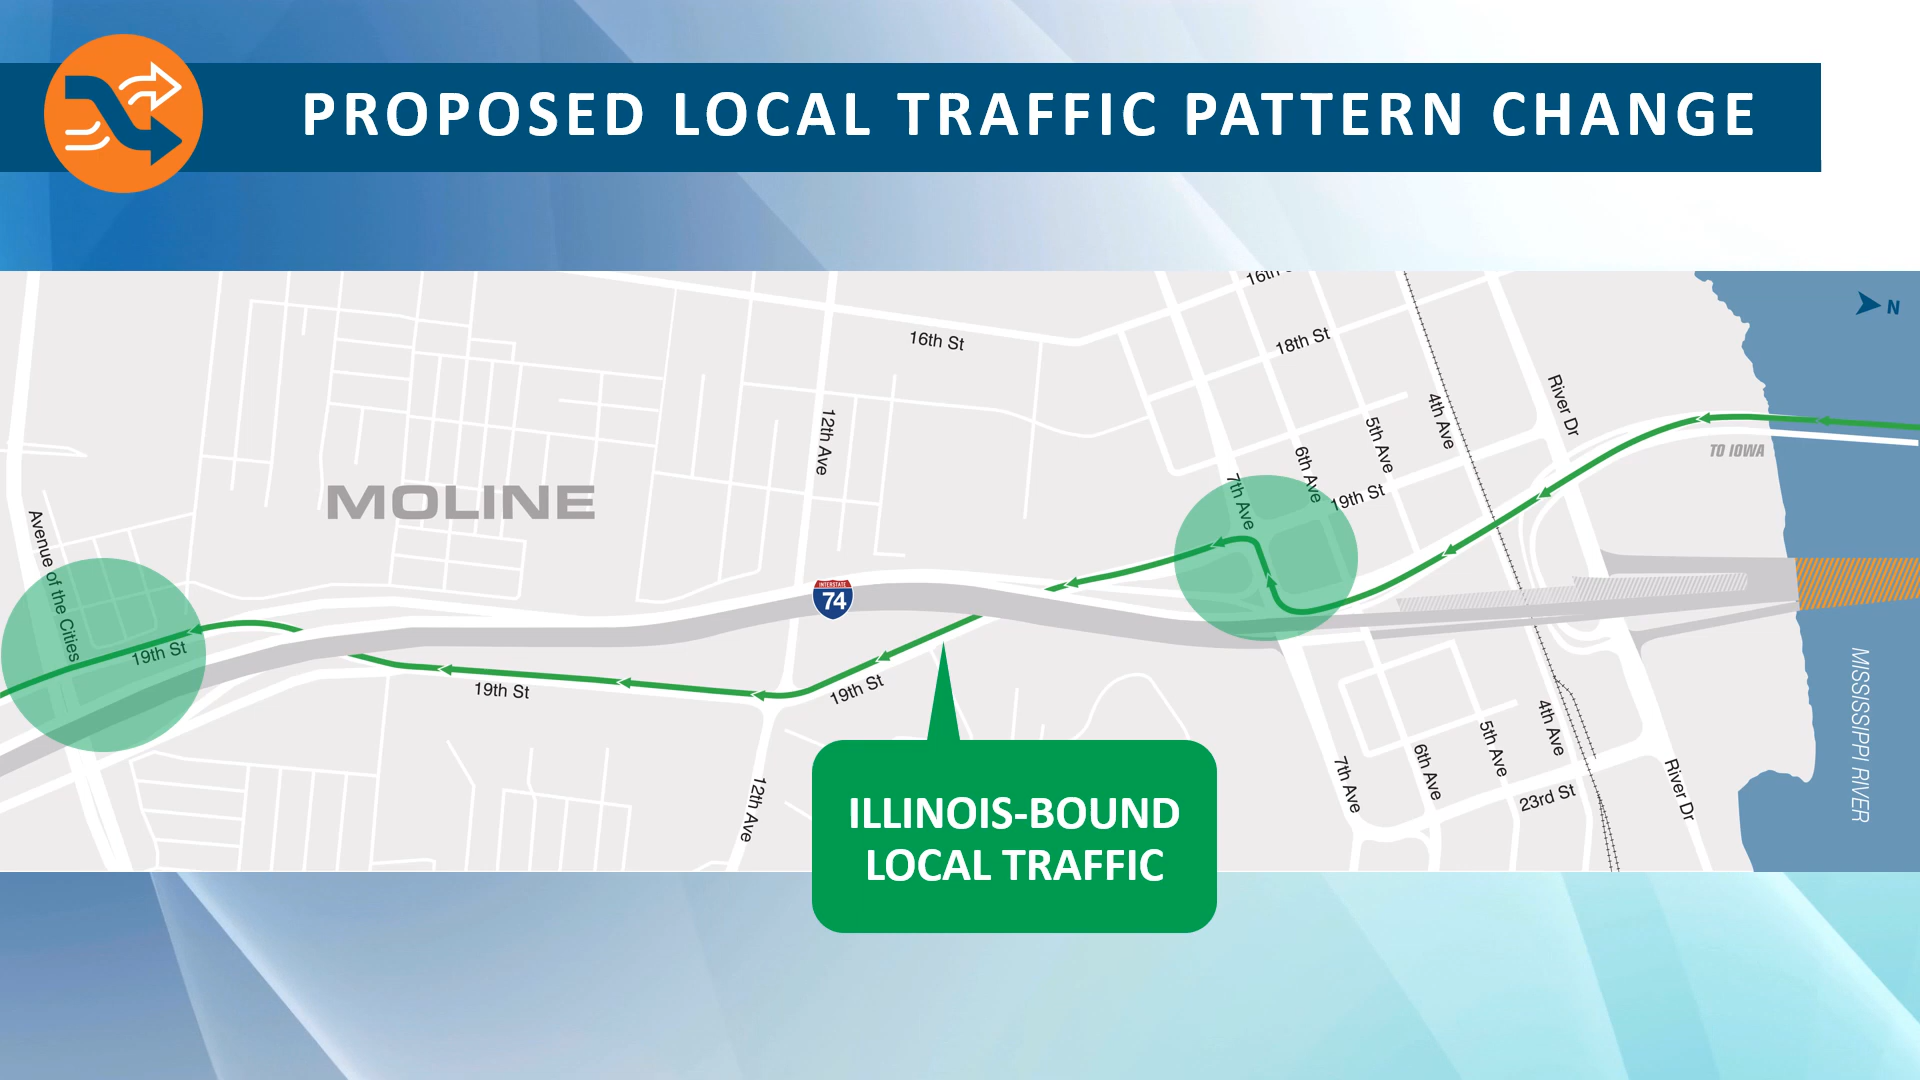 PROPOSED LOCAL TRAFFIC PATTERN CHANGE
N
16th
16th St
18th St
12th Ave
River Dr
4th Ave
5th Ave
6th Ave
7th Ave
19th St
TO IOWA
MOLINE
Avenue of the Cities
INTERSTATE
74
19th St
19th St
19th St
MISSISSIPPI RIVER
12th Ave
7th Ave
6th Ave
5th Ave
4th Ave
23rd St
River Dr
ILLINOIS-BOUND
LOCAL TRAFFIC